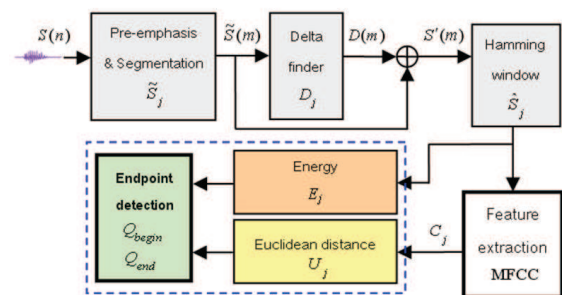 S(n)
Pre-emphasis
& Segmentation
S̃_j
S̃(m)
Delta
finder
D_j
D(m)
S′(m)
Hamming
window
Ŝ_j
Endpoint
detection
Q_begin
Q_end
Energy
E_j
Euclidean distance
U_j
C_j
Feature
extraction
MFCC